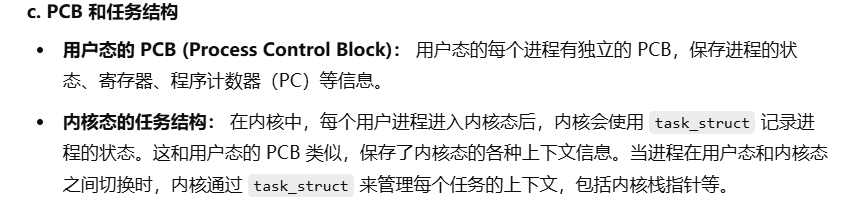 c. PCB 和任务结构
• 用户态的 PCB (Process Control Block)： 用户态的每个进程有独立的 PCB，保存进程的状
态、寄存器、程序计数器（PC）等信息。
• 内核态的任务结构： 在内核中，每个用户进程进入内核态后，内核会使用 task_struct 记录进
程的状态。这和用户态的 PCB 类似，保存了内核态的各种上下文信息。当进程在用户态和内核态
之间切换时，内核通过 task_struct 来管理每个任务的上下文，包括内核栈指针等。